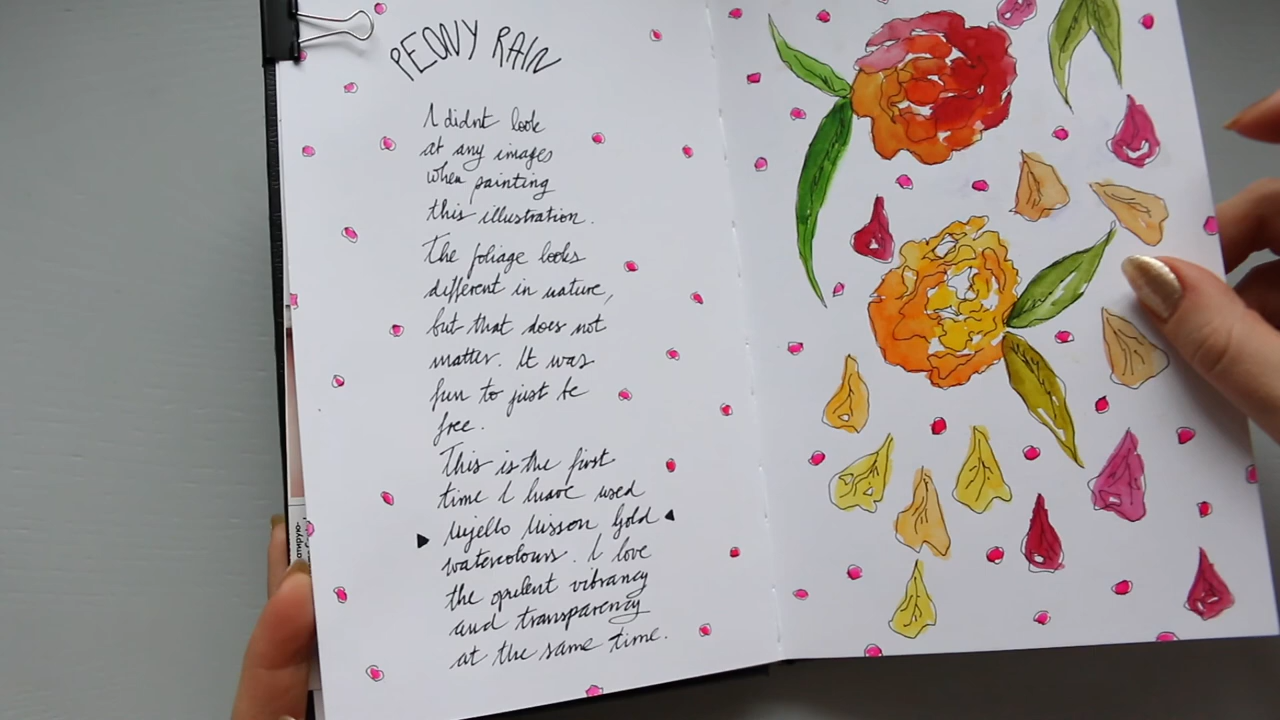 PEONY RAIN
I didnt look
at any images
when painting
this illustration.
The foliage looks
different in nature,
but that does not
matter. It was
fun to just be
free.
This is the first
time I have used
Mijello Misson Gold
watercolours. I love
the opulent vibrancy
and transparency
at the same time.